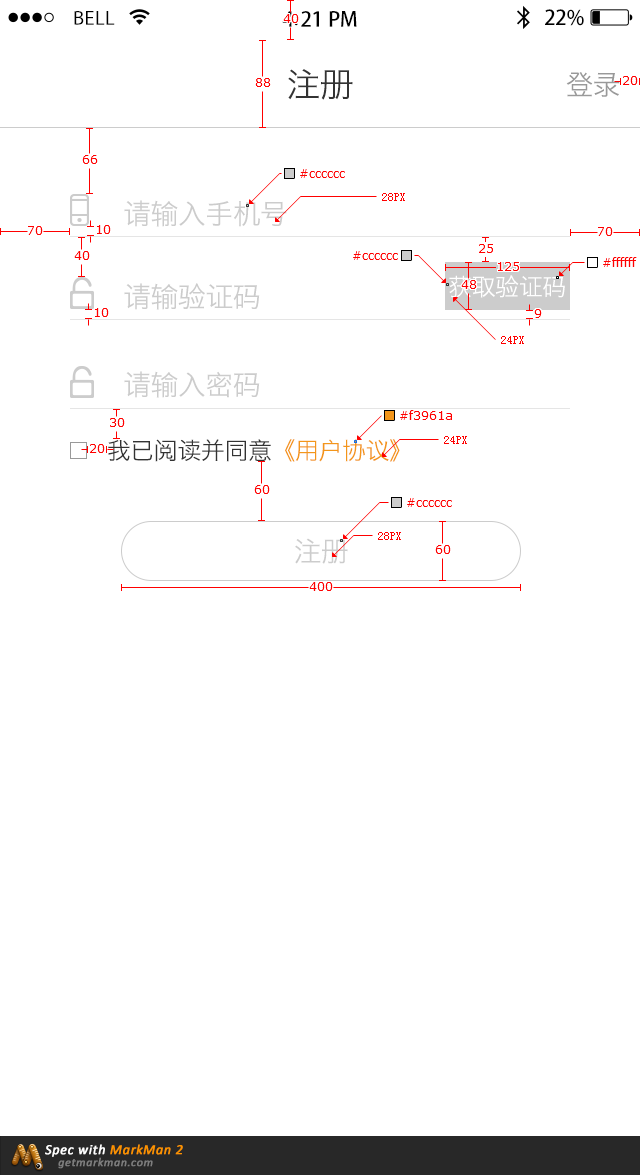 BELL 40 :21 PM 22%
88 注册 登录 20
66
#cccccc
28PX
请输入手机号
70 10 70
40 25
#cccccc 125 #ffffff
请输验证码 48 获取验证码
10 9
24PX
请输入密码
30 #f3961a
24PX
20 我已阅读并同意《用户协议》
60
#cccccc
28PX
注册 60
400
Spec with MarkMan 2
getmarkman.com